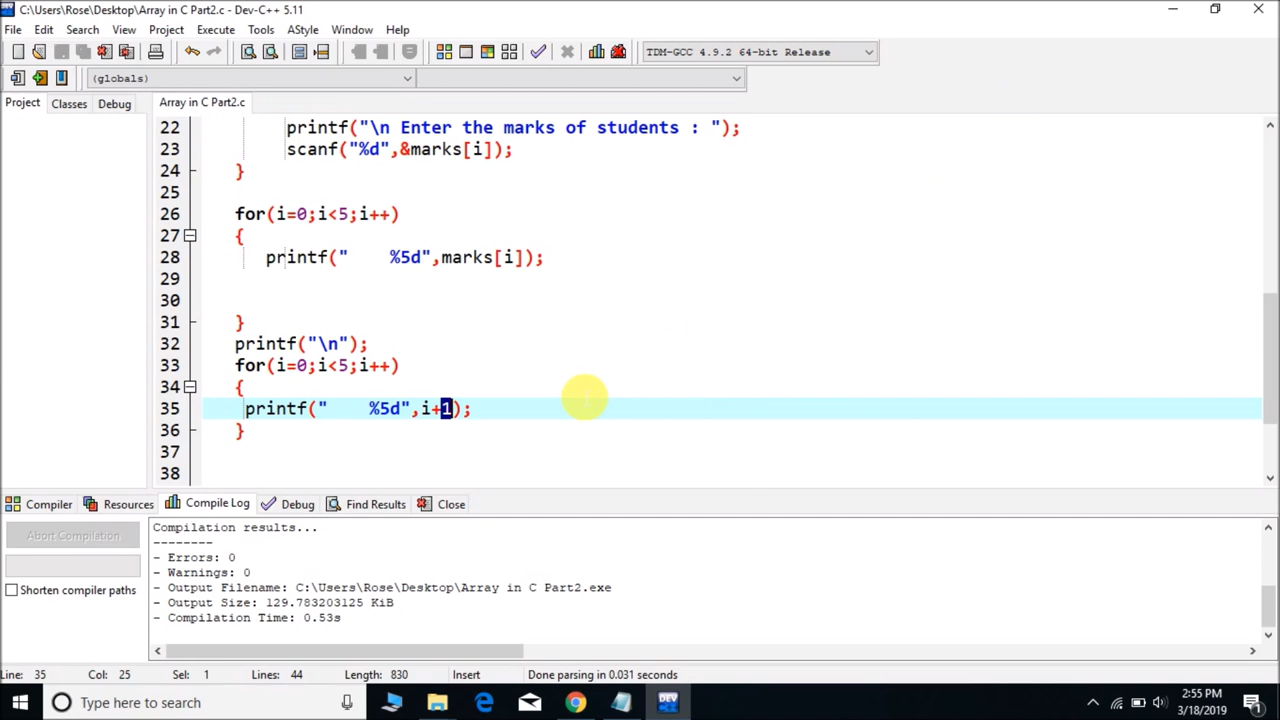 C:\Users\Rose\Desktop\Array in C Part2.c - Dev-C++ 5.11
File Edit Search View Project Execute Tools AStyle Window Help
TDM-GCC 4.9.2 64-bit Release
(globals)
Project Classes Debug Array in C Part2.c
22 printf("\n Enter the marks of students : ");
23 scanf("%d",&marks[i]);
24 }
25
26 for(i=0;i<5;i++)
27 {
28 printf("    %5d",marks[i]);
29
30
31 }
32 printf("\n");
33 for(i=0;i<5;i++)
34 {
35 printf("    %5d",i+1);
36 }
37
38
Compiler Resources Compile Log Debug Find Results Close
Abort Compilation
Shorten compiler paths
Compilation results...
--------
- Errors: 0
- Warnings: 0
- Output Filename: C:\Users\Rose\Desktop\Array in C Part2.exe
- Output Size: 129.783203125 KiB
- Compilation Time: 0.53s
Line: 35 Col: 25 Sel: 1 Lines: 44 Length: 830 Insert Done parsing in 0.031 seconds
Type here to search
DEV
2:55 PM
3/18/2019
1